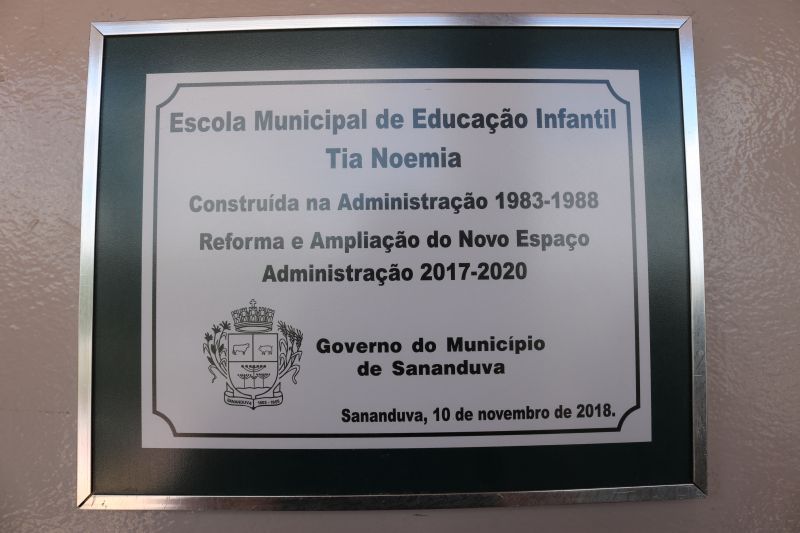 Escola Municipal de Educação Infantil
Tia Noemia
Construída na Administração 1983-1988
Reforma e Ampliação do Novo Espaço
Administração 2017-2020
Governo do Município
de Sananduva
SANANDUVA
Sananduva, 10 de novembro de 2018.